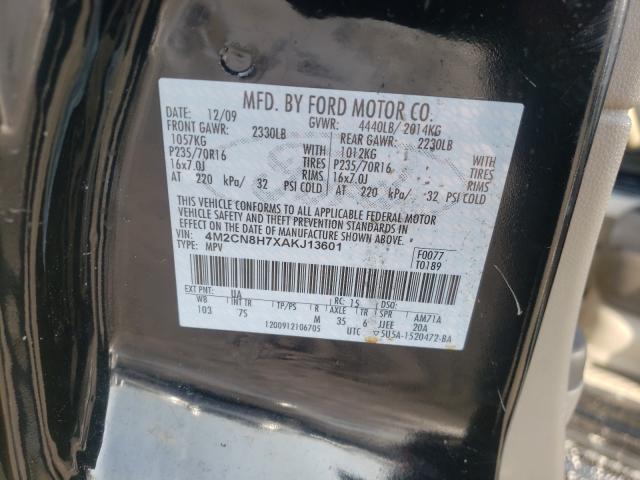 MFD. BY FORD MOTOR CO.
DATE: 12/09 GVWR: 4440LB/ 2014KG
FRONT GAWR: 2330LB REAR GAWR: 2230LB
1057KG 1012KG
P235/70R16 TIRES P235/70R16 TIRES
16x7.0J RIMS 16x7.0J RIMS
AT 220 kPa/ 32 PSI COLD AT 220 kPa/ 32 PSI COLD
THIS VEHICLE CONFORMS TO ALL APPLICABLE FEDERAL MOTOR
VEHICLE SAFETY AND THEFT PREVENTION STANDARDS IN EFFECT ON THE
DATE OF MANUFACTURE SHOWN ABOVE.
VIN: 4M2CN8H7XAKJ13601 F0077
TYPE: MPV T0189
EXT PNT: UA RC: 15 DSO:
WB INT TR TP/PS R AXLE TR SPR AM71A
103 7S M 35 6 JJEE 20A
1200912106705 UTC ▽5U5A-1520472-BA